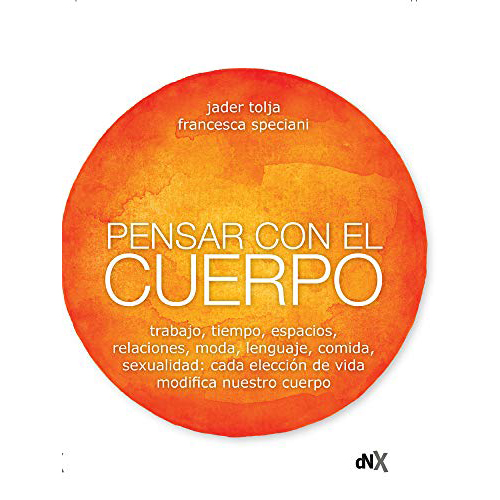 jader tolja
francesca speciani
PENSAR CON EL
CUERPO
trabajo, tiempo, espacios,
relaciones, moda, lenguaje, comida,
sexualidad: cada elección de vida
modifica nuestro cuerpo
dNX